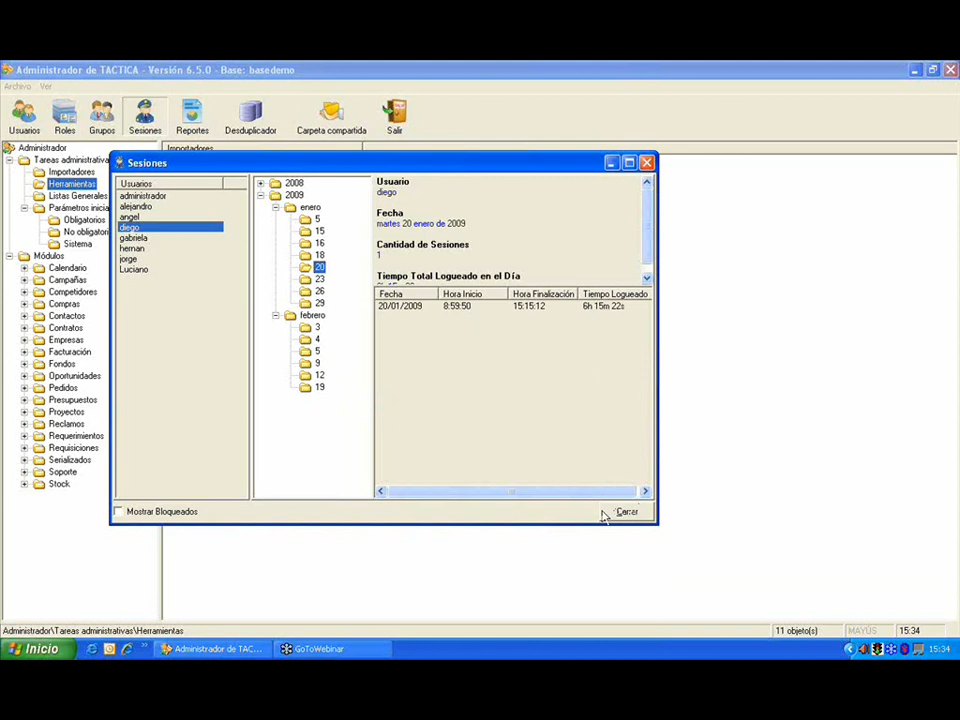 Administrador de TACTICA - Versión 6.5.0 - Base: basedemo
Archivo Ver
Usuarios Roles Grupos Sesiones Reportes Desduplicador Carpeta compartida Salir
Administrador
Tareas administrativa
Importadores
Herramientas
Listas Generales
Parámetros inicia
Obligatorios
No obligatori
Sistema
Módulos
Calendario
Campañas
Competidores
Compras
Contactos
Contratos
Empresas
Facturación
Fondos
Oportunidades
Pedidos
Presupuestos
Proyectos
Reclamos
Requerimientos
Requisiciones
Serializados
Soporte
Stock
Importadores
Sesiones
Usuarios
administrador
alejandro
angel
diego
gabriela
hernan
jorge
Luciano
2008
2009
enero
5
15
16
18
20
23
26
29
febrero
3
4
5
9
12
19
Usuario
diego
Fecha
martes 20 enero de 2009
Cantidad de Sesiones
1
Tiempo Total Logueado en el Día
Fecha Hora Inicio Hora Finalización Tiempo Logueado
20/01/2009 8:59:50 15:15:12 6h 15m 22s
Mostrar Bloqueados
Cerrar
Administrador\Tareas administrativas\Herramientas 11 objeto(s) MAYÚS 15:34
Inicio Administrador de TAC... GoToWebinar 15:34